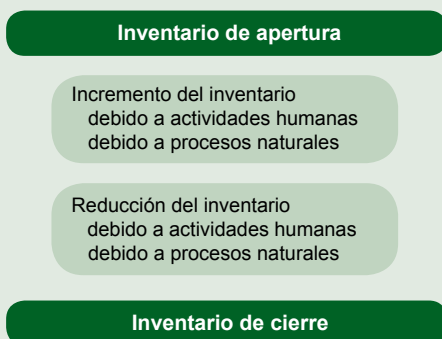 Inventario de apertura
Incremento del inventario
debido a actividades humanas
debido a procesos naturales
Reducción del inventario
debido a actividades humanas
debido a procesos naturales
Inventario de cierre